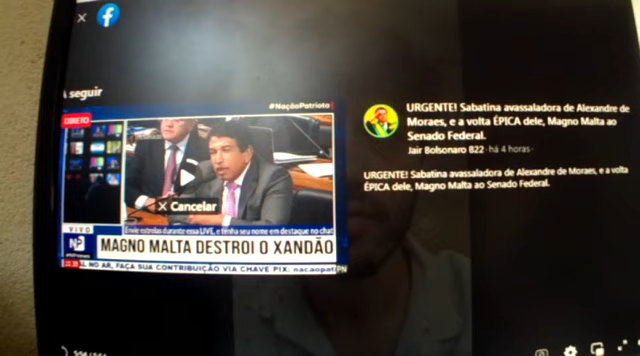 seguir
#NaçãoPatriota
DIRETO
Cancelar
Envie estrelas durante essa LIVE, e tenha seu nome em destaque no chat
VIVO
NP
MAGNO MALTA DESTROI O XANDÃO
NO AR, FAÇA SUA CONTRIBUIÇÃO VIA CHAVE PIX:
URGENTE! Sabatina avassaladora de Alexandre de
Moraes, e a volta ÉPICA dele, Magno Malta ao
Senado Federal.
Jair Bolsonaro B22 · há 4 horas ·
URGENTE! Sabatina avassaladora de Alexandre de Moraes, e a volta
ÉPICA dele, Magno Malta ao Senado Federal.